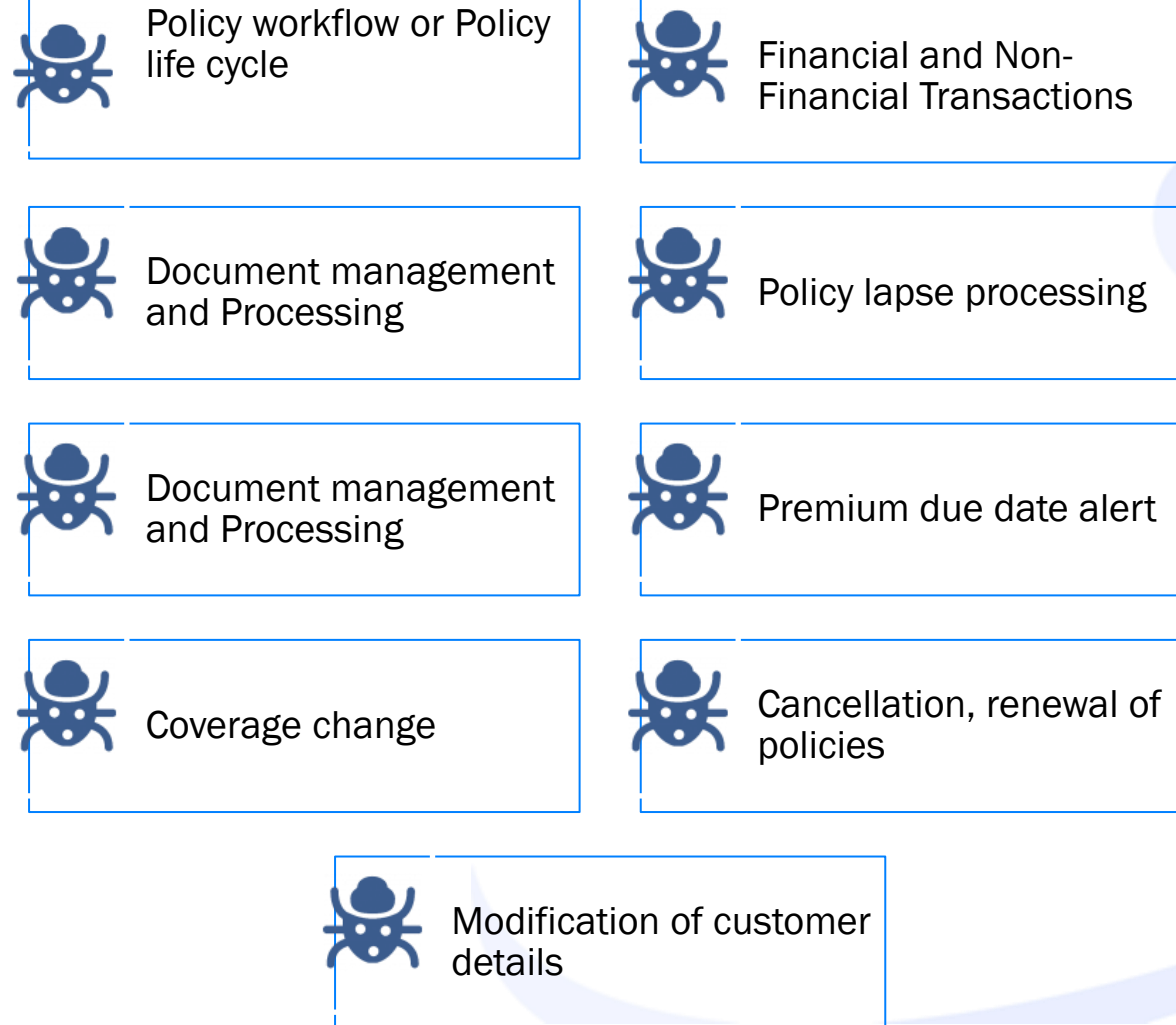 Policy workflow or Policy
life cycle
Financial and Non-
Financial Transactions
Document management
and Processing
Policy lapse processing
Document management
and Processing
Premium due date alert
Coverage change
Cancellation, renewal of
policies
Modification of customer
details